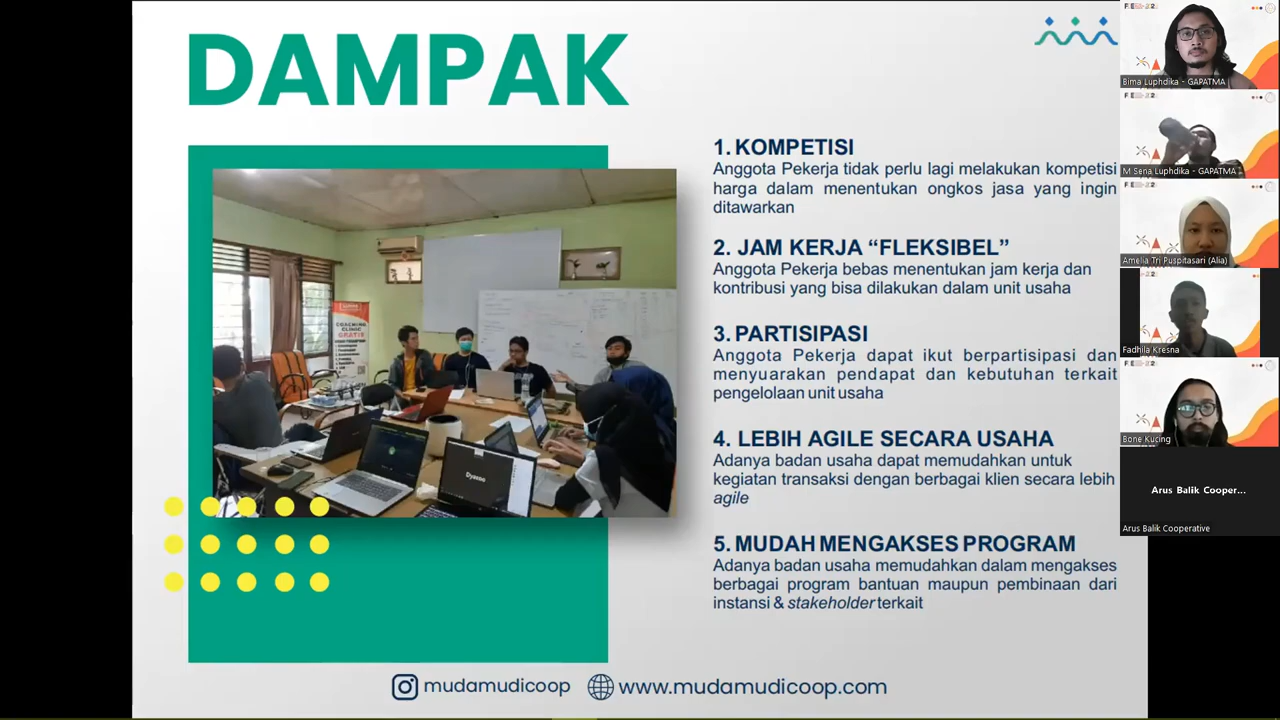 DAMPAK
1. KOMPETISI
Anggota Pekerja tidak perlu lagi melakukan kompetisi
harga dalam menentukan ongkos jasa yang ingin
ditawarkan
2. JAM KERJA “FLEKSIBEL”
Anggota Pekerja bebas menentukan jam kerja dan
kontribusi yang bisa dilakukan dalam unit usaha
3. PARTISIPASI
Anggota Pekerja dapat ikut berpartisipasi dan
menyuarakan pendapat dan kebutuhan terkait
pengelolaan unit usaha
4. LEBIH AGILE SECARA USAHA
Adanya badan usaha dapat memudahkan untuk
kegiatan transaksi dengan berbagai klien secara lebih
agile
5. MUDAH MENGAKSES PROGRAM
Adanya badan usaha memudahkan dalam mengakses
berbagai program bantuan maupun pembinaan dari
instansi & stakeholder terkait
COACHING
CLINIC
GRATIS
mudamudicoop
www.mudamudicoop.com
Bima Luphdika - GAPATMA
M Sena Luphdika - GAPATMA
Amelia Tri Puspitasari (Alia)
Fadhila Kresna
Bone Kucing
Arus Balik Cooper...
Arus Balik Cooperative